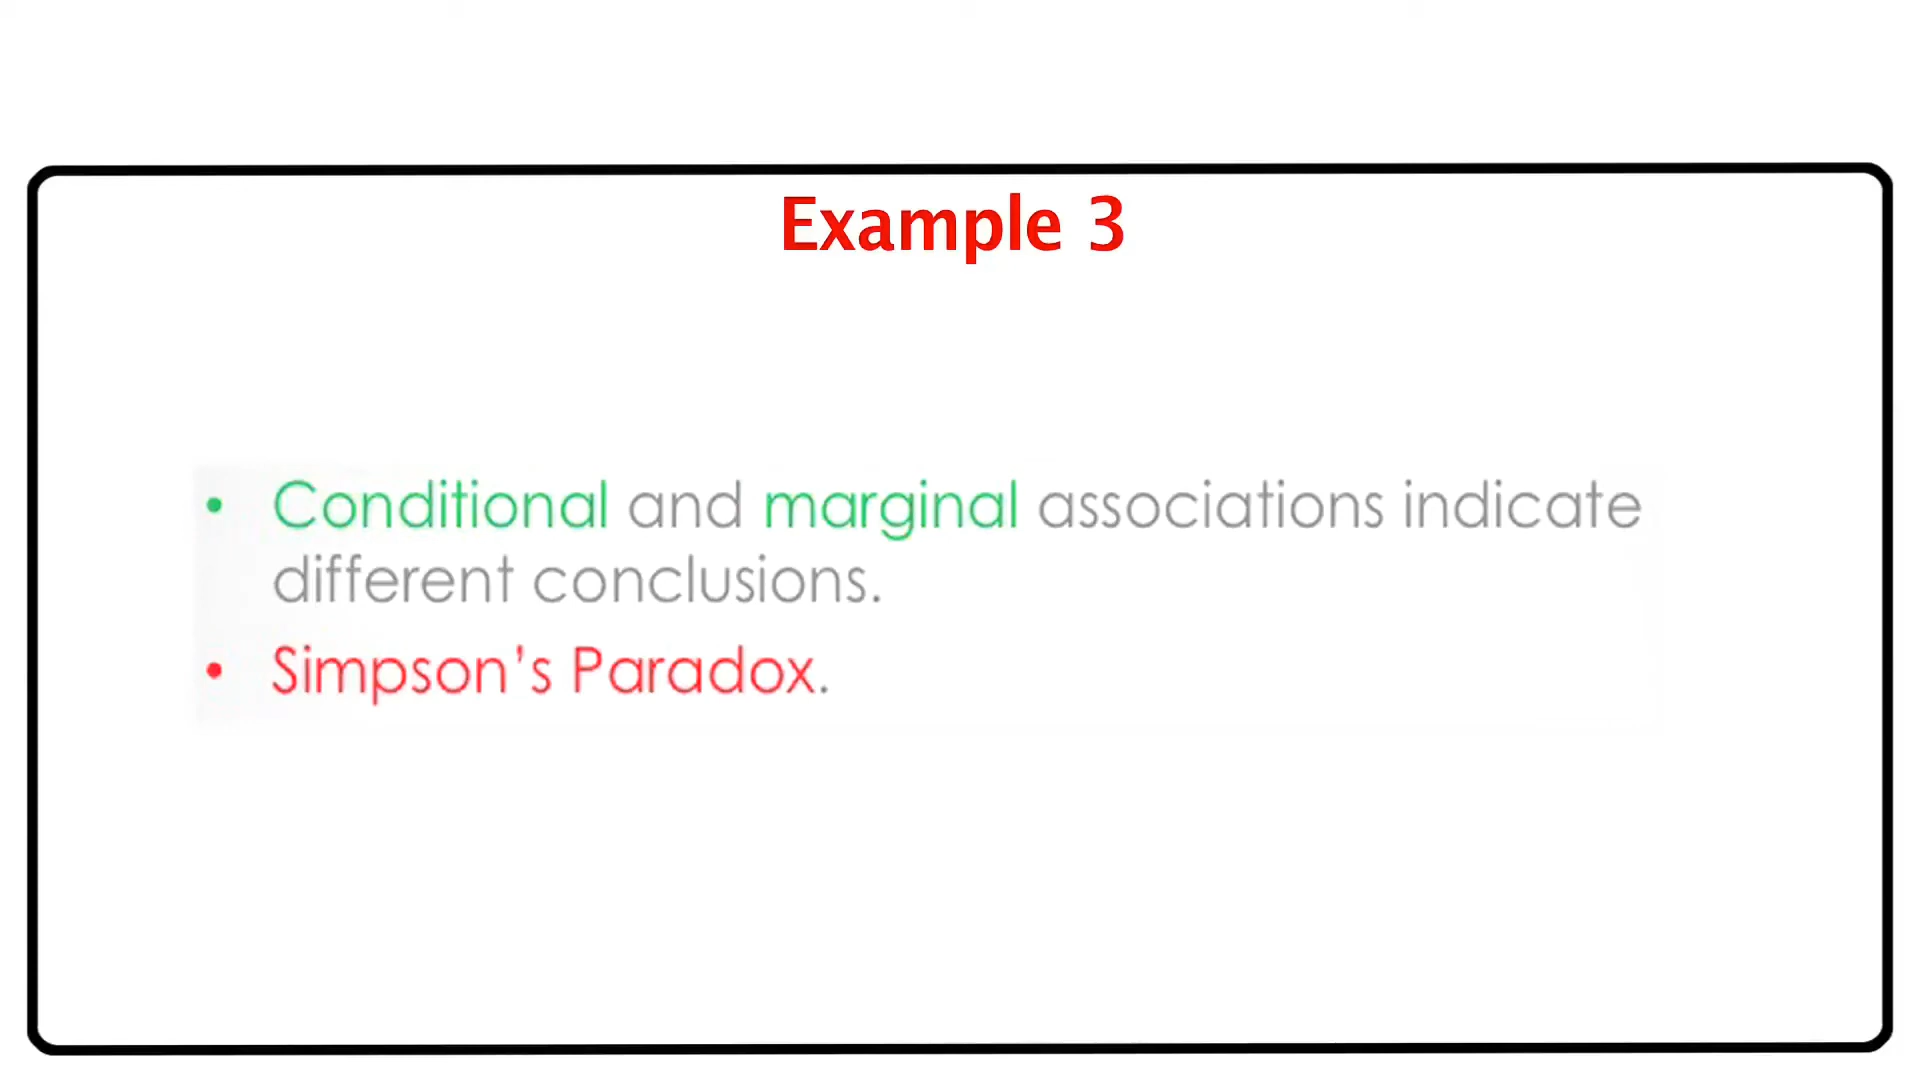 Example 3
• Conditional and marginal associations indicate
different conclusions.
• Simpson’s Paradox.